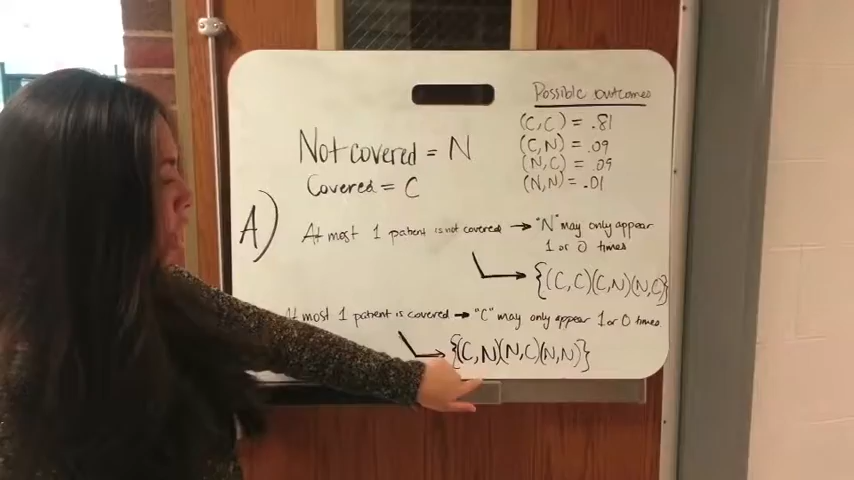 Possible outcomes
(C,C) = .81
(C,N) = .09
(N,C) = .09
(N,N) = .01
Not covered = N
Covered = C
A)
At most 1 patient is not covered → "N" may only appear
1 or 0 times
{(C,C)(C,N)(N,C)}
At most 1 patient is covered → "C" may only appear 1 or 0 times
{(C,N)(N,C)(N,N)}